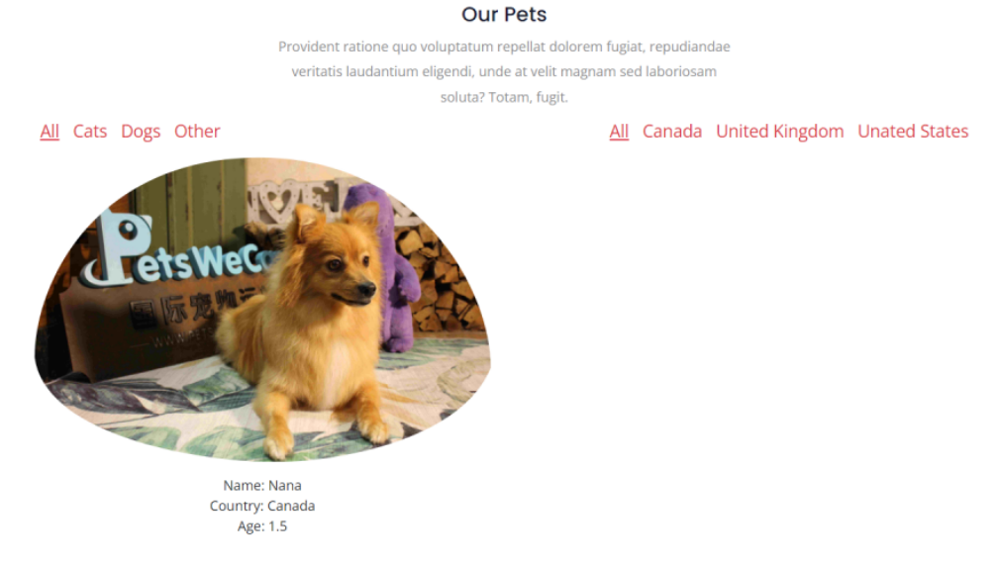 Our Pets
Provident ratione quo voluptatum repellat dolorem fugiat, repudiandae
veritatis laudantium eligendi, unde at velit magnam sed laboriosam
soluta? Totam, fugit.
All Cats Dogs Other
All Canada United Kingdom Unated States
PetsWeCa
国际宠物
Name: Nana
Country: Canada
Age: 1.5